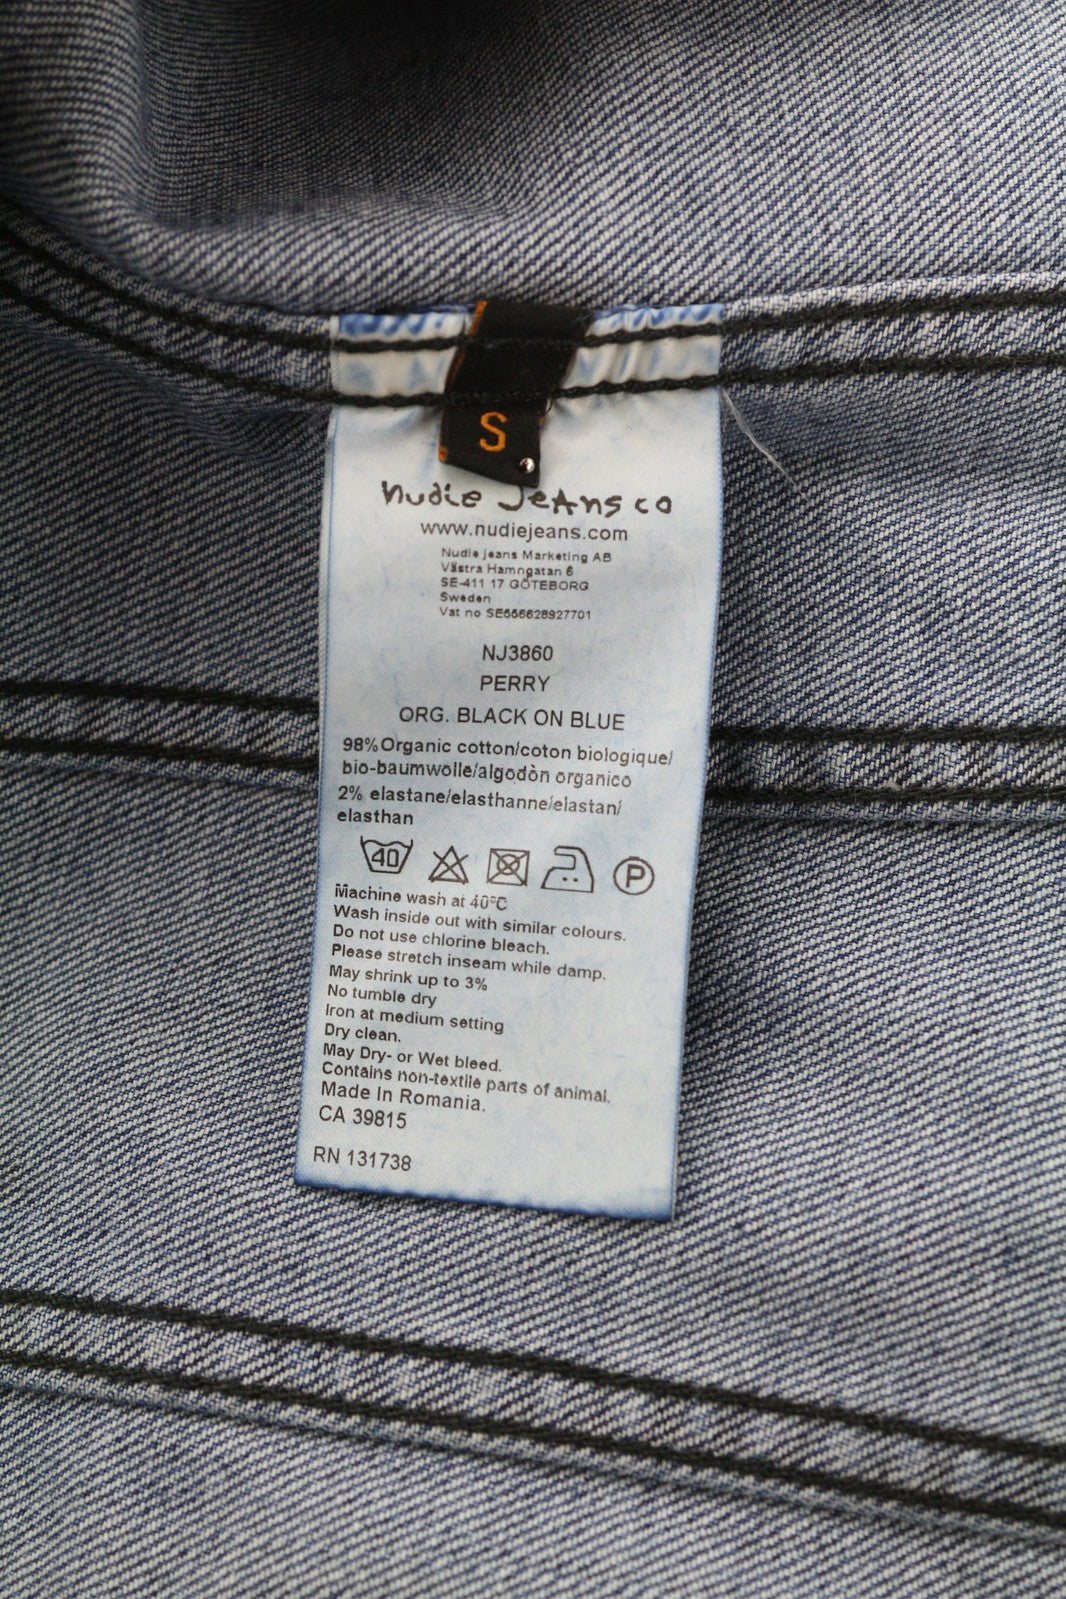 S
nudie jeans co
www.nudiejeans.com
Nudie Jeans Marketing AB
Västra Hamngatan 6
SE-411 17 GÖTEBORG
Sweden
Vat no SE556628927701
NJ3860
PERRY
ORG. BLACK ON BLUE
98%Organic cotton/coton biologique/
bio-baumwolle/algodòn organico
2% elastane/elasthanne/elastan/
elasthan
40 P
Machine wash at 40°C
Wash inside out with similar colours.
Do not use chlorine bleach.
Please stretch inseam while damp.
May shrink up to 3%
No tumble dry
Iron at medium setting
Dry clean.
May Dry- or Wet bleed.
Contains non-textile parts of animal.
Made In Romania.
CA 39815
RN 131738